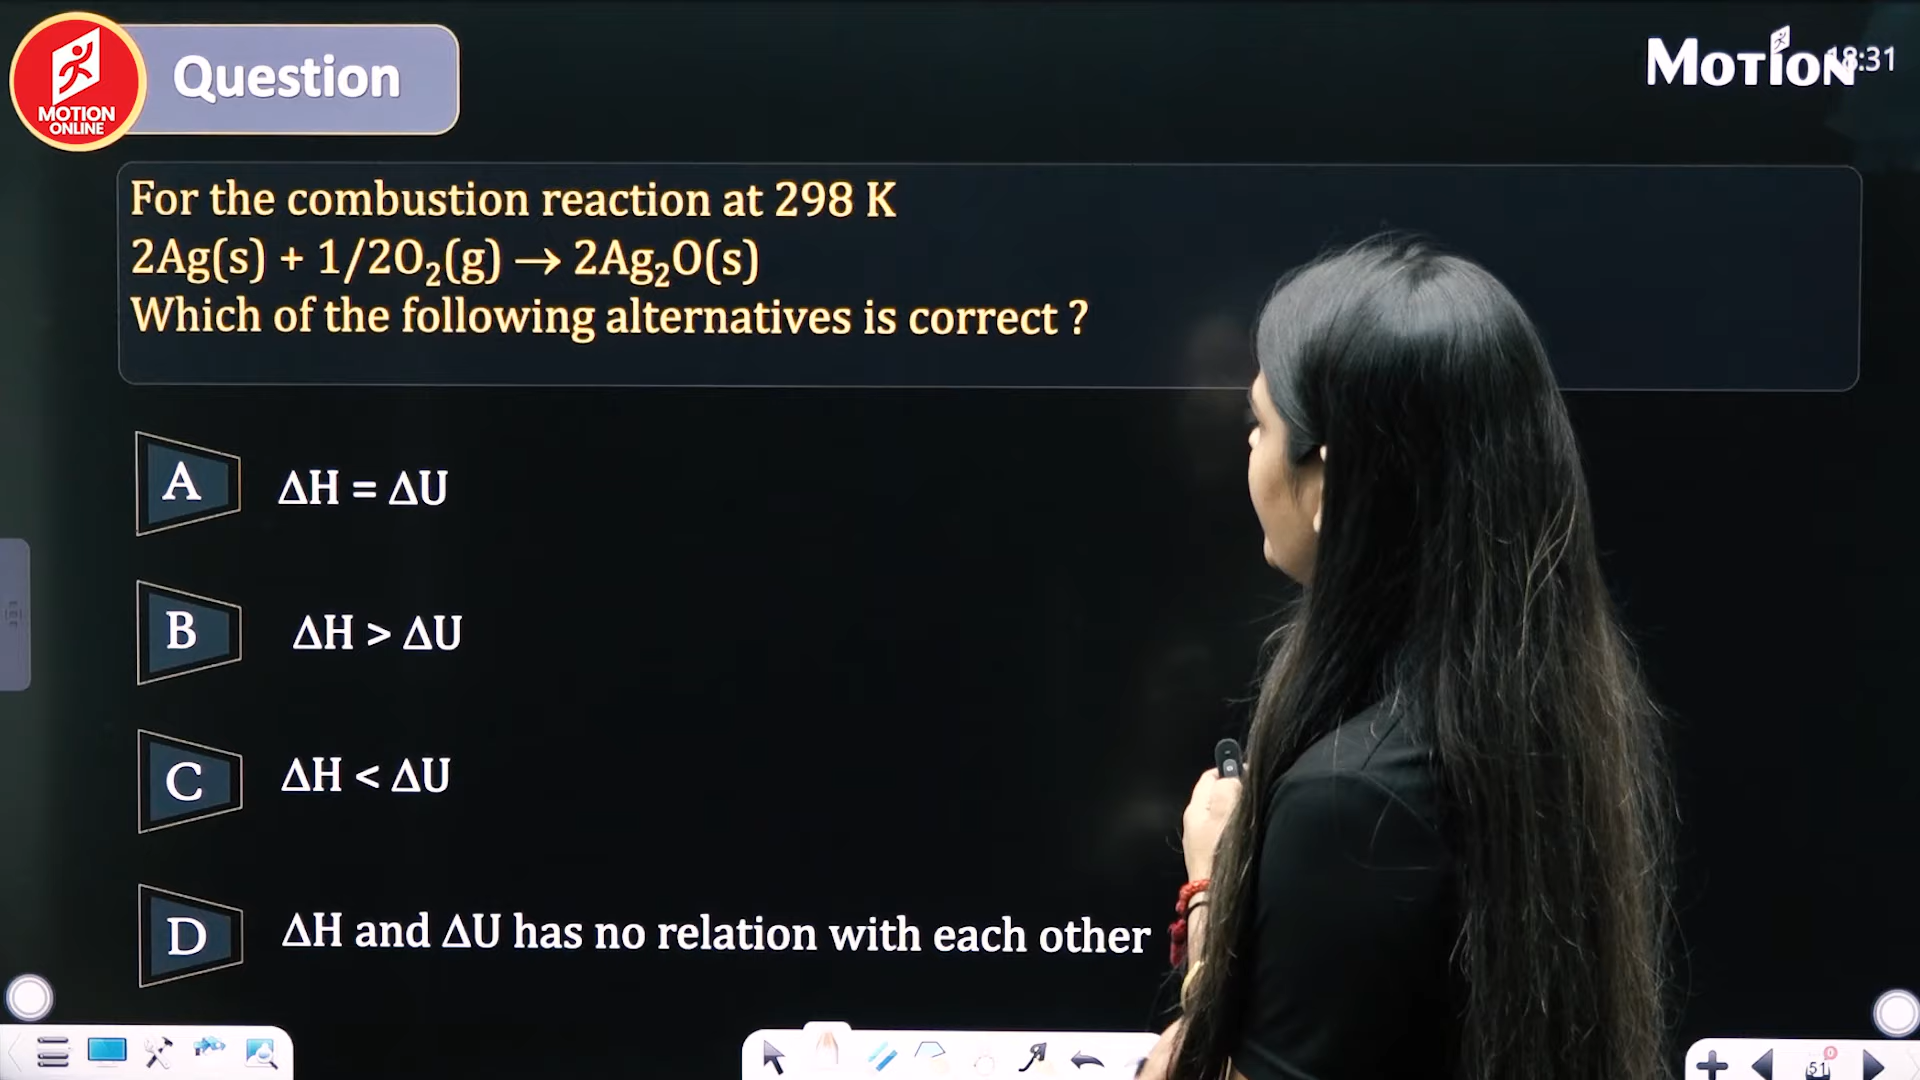 MOTION
ONLINE
Question
MOTION
18:31
For the combustion reaction at 298 K
2Ag(s) + 1/2O₂(g) → 2Ag₂O(s)
Which of the following alternatives is correct ?
A ΔH = ΔU
B ΔH > ΔU
C ΔH < ΔU
D ΔH and ΔU has no relation with each other
51
0